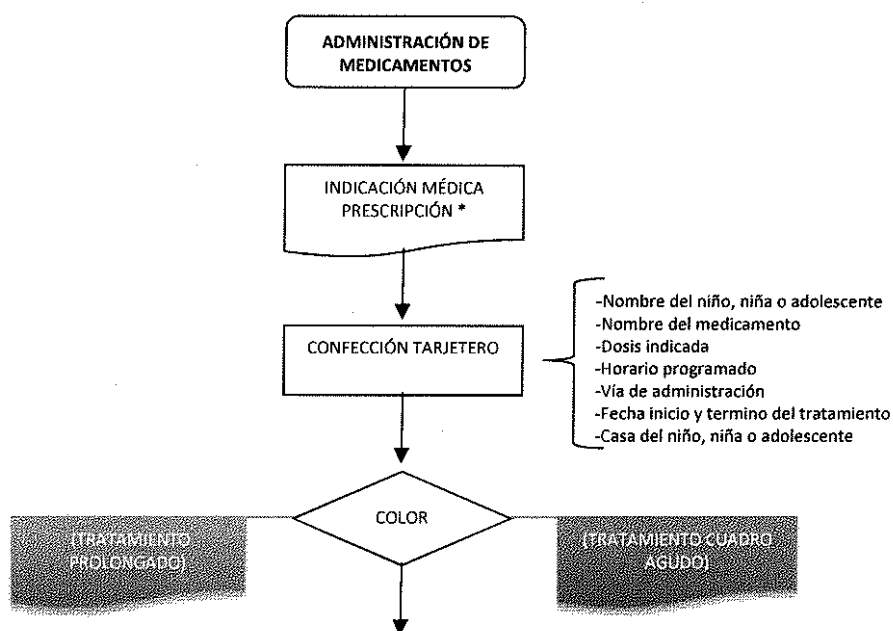 ADMINISTRACIÓN DE
MEDICAMENTOS
INDICACIÓN MÉDICA
PRESCRIPCIÓN *
CONFECCIÓN TARJETERO
-Nombre del niño, niña o adolescente
-Nombre del medicamento
-Dosis indicada
-Horario programado
-Vía de administración
-Fecha inicio y termino del tratamiento
-Casa del niño, niña o adolescente
COLOR
(TRATAMIENTO
PROLONGADO)
(TRATAMIENTO CUADRO
AGUDO)